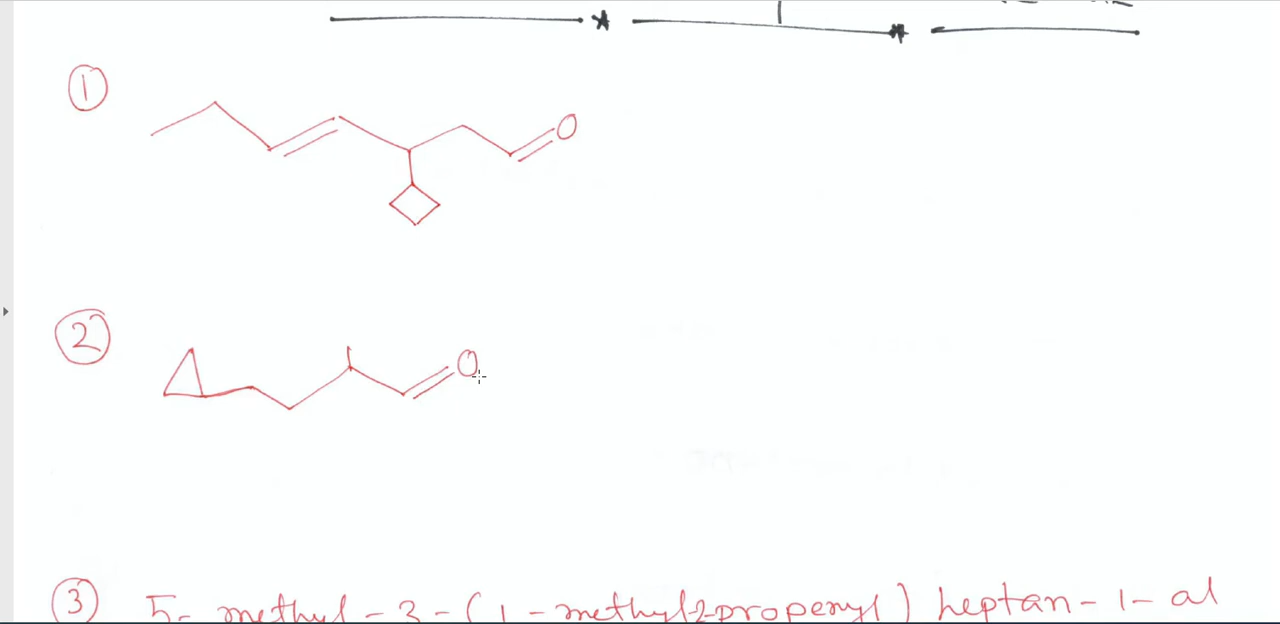 ①
O
②
O
③ 5- methyl - 3 - ( 1 - methyl 2 propenyl ) heptan - 1 - al